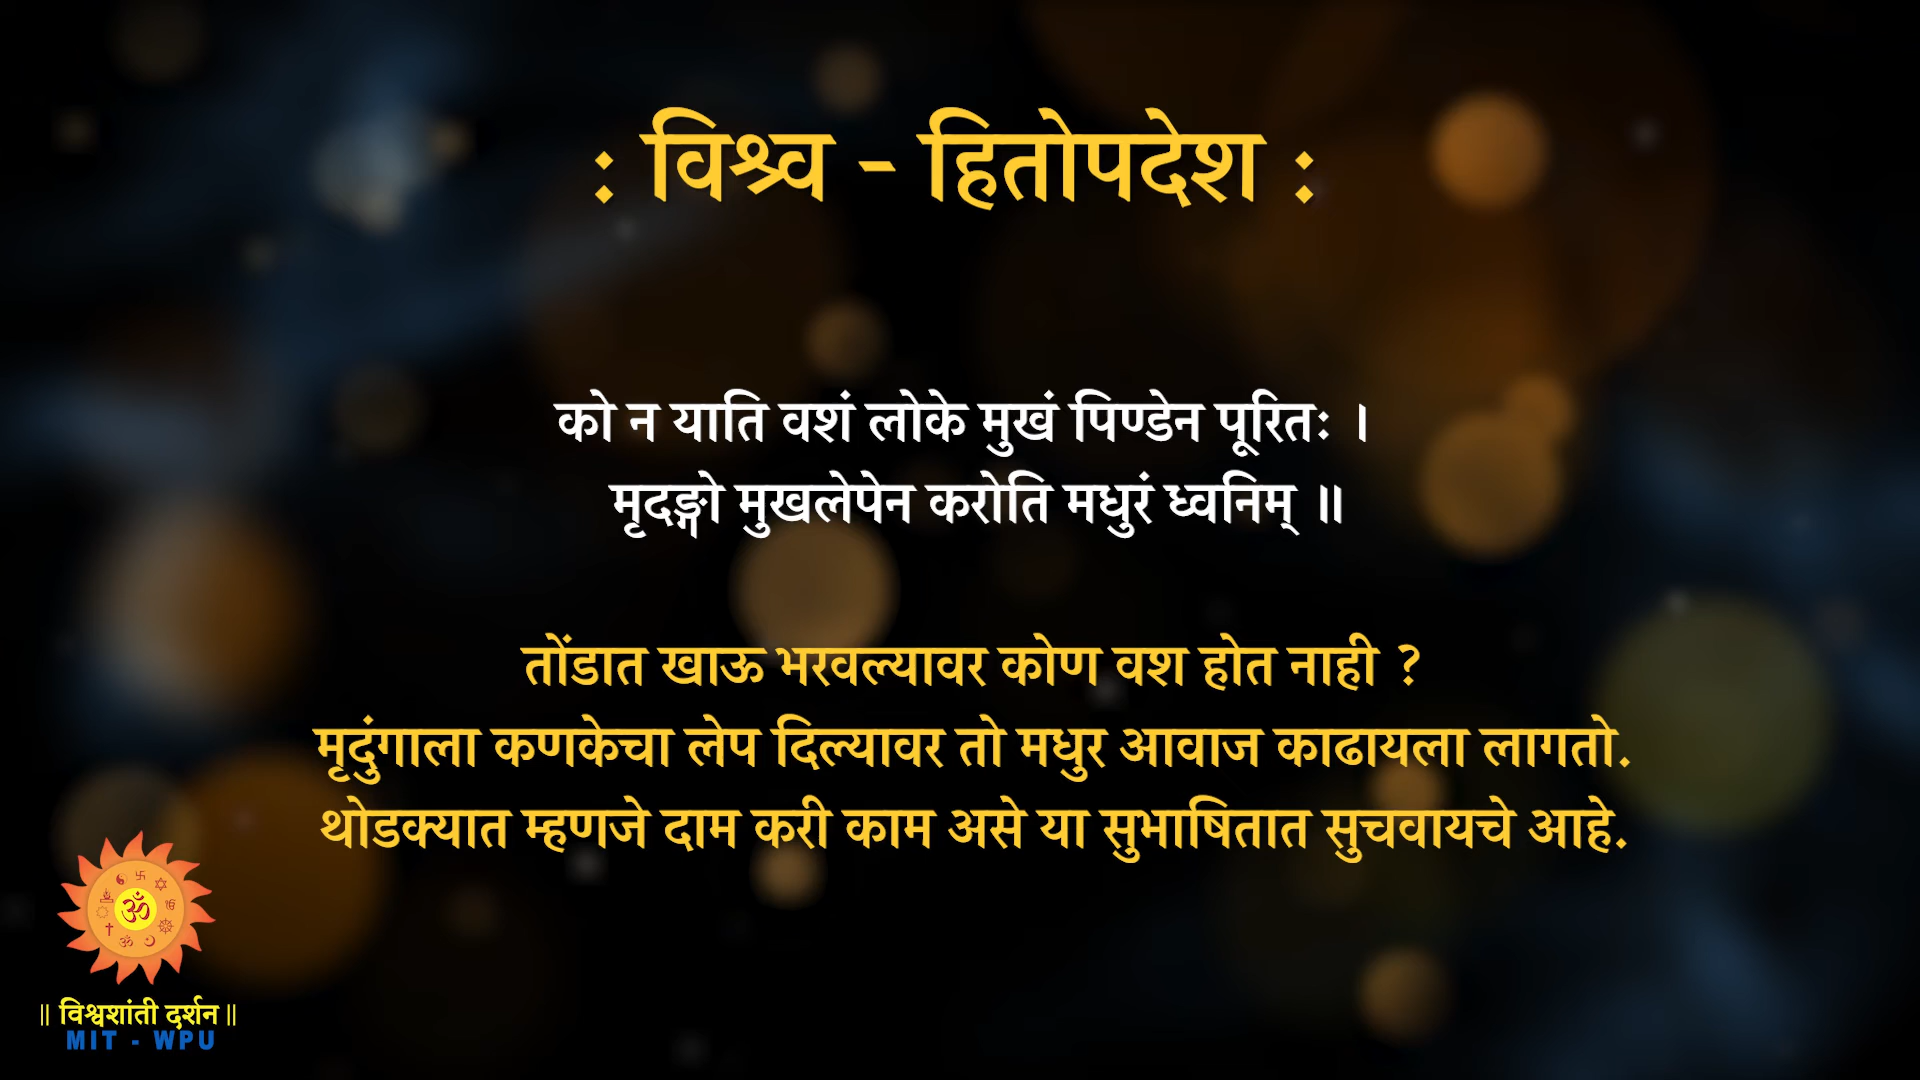 : विश्र्व - हितोपदेश :
को न याति वशं लोके मुखं पिण्डेन पूरितः ।
मृदङ्गो मुखलेपेन करोति मधुरं ध्वनिम् ॥
तोंडात खाऊ भरवल्यावर कोण वश होत नाही ?
मृदुंगाला कणकेचा लेप दिल्यावर तो मधुर आवाज काढायला लागतो.
थोडक्यात म्हणजे दाम करी काम असे या सुभाषितात सुचवायचे आहे.
ॐ
॥ विश्वशांती दर्शन ॥
MIT - WPU